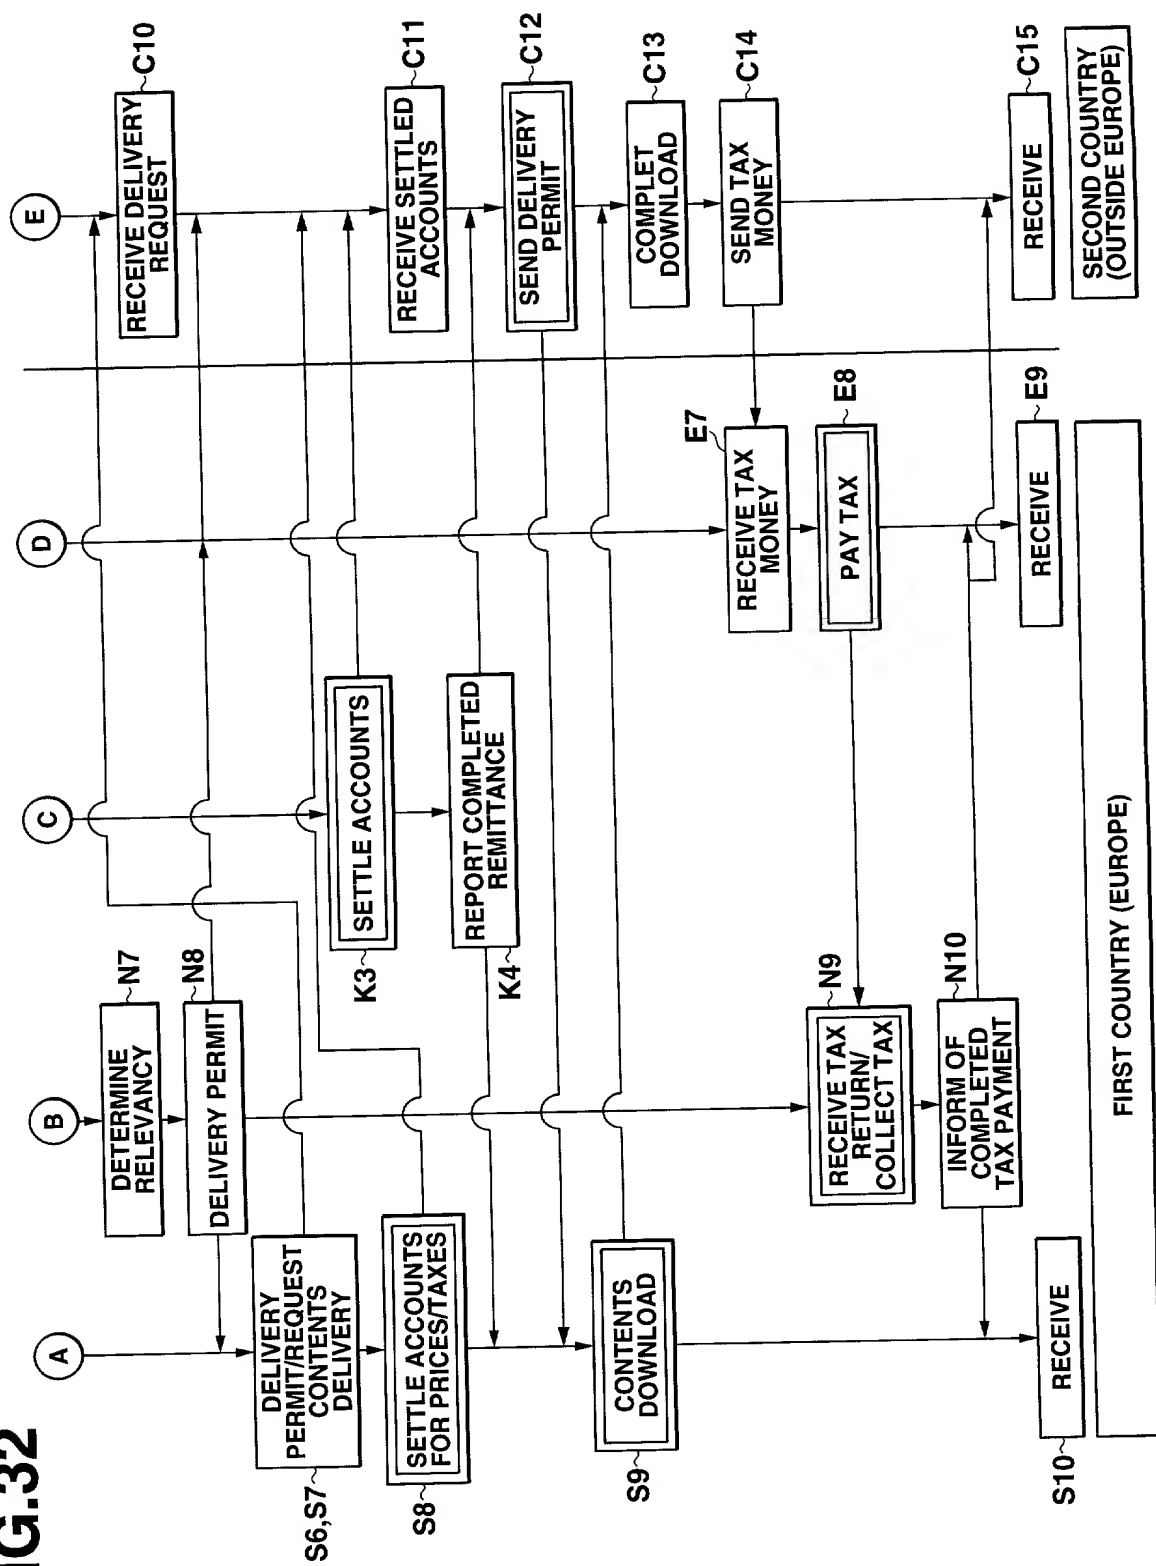 IG.32
A
B
C
D
E
DETERMINE
RELEVANCY
N7
DELIVERY PERMIT
N8
RECEIVE DELIVERY
REQUEST
C10
DELIVERY
PERMIT/REQUEST
CONTENTS
DELIVERY
S6,S7
SETTLE ACCOUNTS
K3
SETTLE ACCOUNTS
FOR PRICES/TAXES
S8
RECEIVE SETTLED
ACCOUNTS
C11
REPORT COMPLETED
REMITTANCE
K4
SEND DELIVERY
PERMIT
C12
CONTENTS
DOWNLOAD
S9
COMPLET
DOWNLOAD
C13
RECEIVE TAX
MONEY
E7
SEND TAX
MONEY
C14
RECEIVE TAX
RETURN/
COLLECT TAX
N9
PAY TAX
E8
INFORM OF
COMPLETED
TAX PAYMENT
N10
RECEIVE
S10
RECEIVE
E9
RECEIVE
C15
FIRST COUNTRY (EUROPE)
SECOND COUNTRY
(OUTSIDE EUROPE)